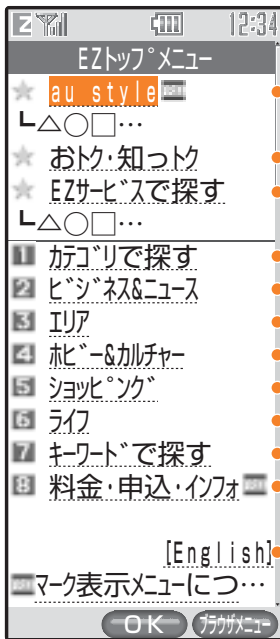 Z 12:34
EZトップメニュー
★ au style
┗△○□…
★ おトク・知っトク
★ EZサービスで探す
┗△○□…
1 カテゴリで探す
2 ビジネス&ニュース
3 エリア
4 ホビー&カルチャー
5 ショッピング
6 ライフ
7 キーワードで探す
8 料金・申込・インフォ
[English]
マーク表示メニューにつ…
OK ブラウザメニュー